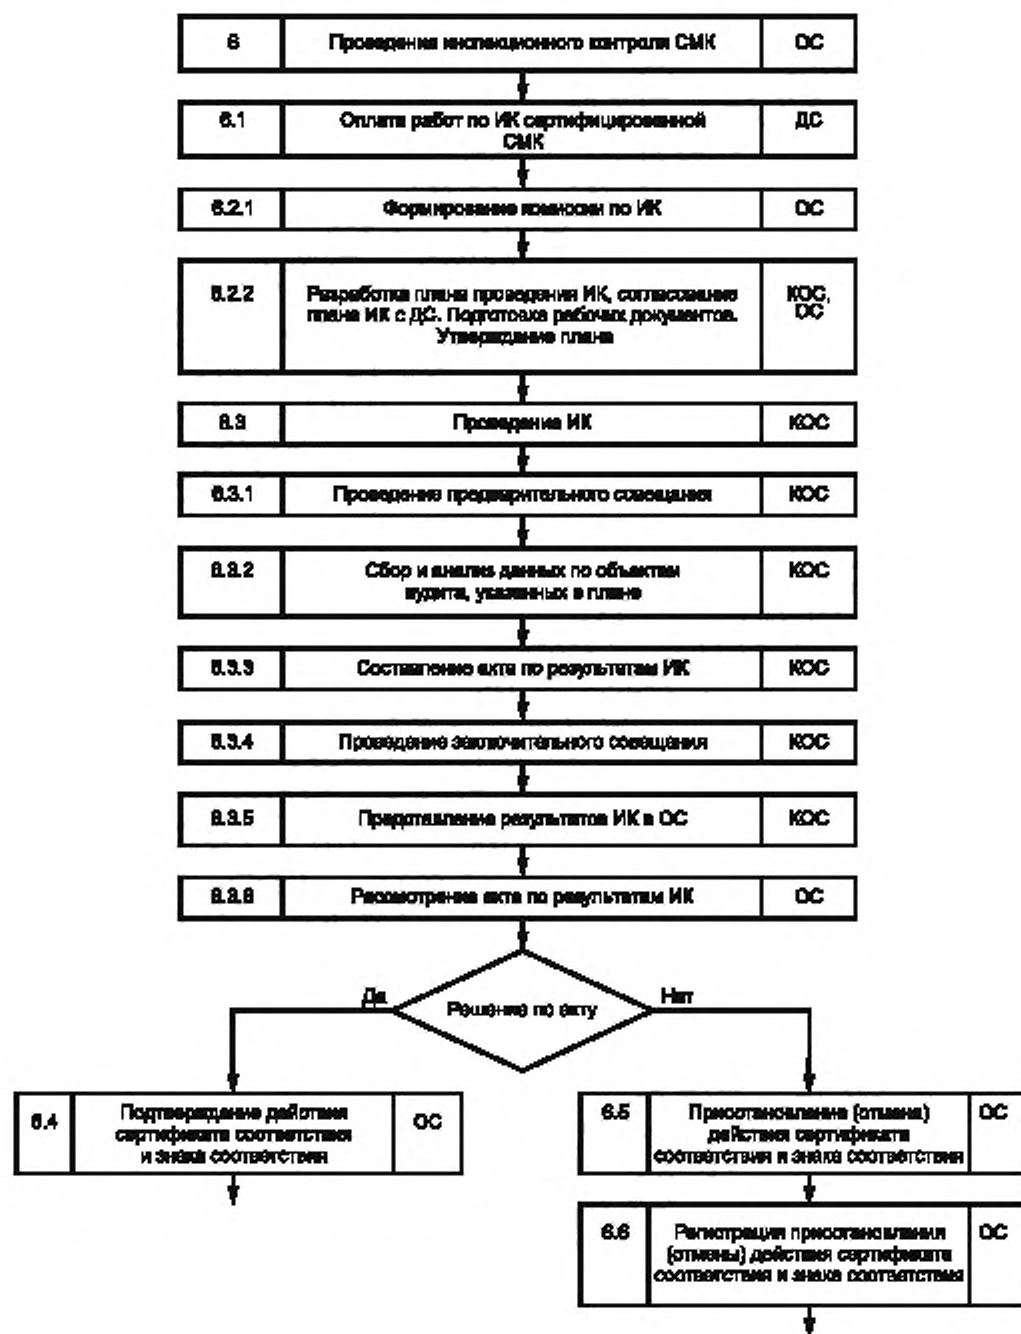 6 Проведение инспекционного контроля СМК ОС
6.1 Оплата работ по ИК сертифицированной ДС
СМК
6.2.1 Формирование комиссии по ИК ОС
6.2.2 Разработка плана проведения ИК, согласование КОС,
плана ИК с ДС. Подготовка рабочих документов. ОС
Утверждение плана
6.3 Проведение ИК КОС
6.3.1 Проведение предварительного совещания КОС
6.3.2 Сбор и анализ данных по объектам КОС
аудита, указанных в плане
6.3.3 Составление акта по результатам ИК КОС
6.3.4 Проведение заключительного совещания КОС
6.3.5 Представление результатов ИК в ОС КОС
6.3.6 Рассмотрение акта по результатам ИК ОС
Да Нет
Решение по акту
6.4 Подтверждение действия ОС
сертификата соответствия
и знака соответствия
6.5 Приостановление (отмена) ОС
действия сертификата
соответствия и знака соответствия
6.6 Регистрация приостановления ОС
(отмены) действия сертификата
соответствия и знака соответствия